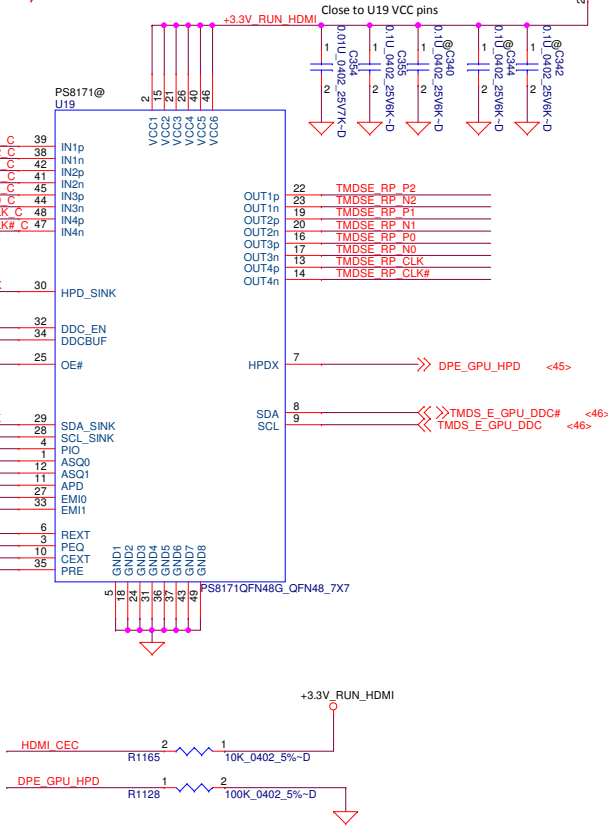 Close to U19 VCC pins
+3.3V_RUN_HDMI
1
2
C354
0.01U_0402_25V7K~D
1
2
C355
0.1U_0402_25V6K~D
1
2
@C340
0.1U_0402_25V6K~D
1
2
@C344
0.1U_0402_25V6K~D
1
2
@C342
0.1U_0402_25V6K~D
2
PS8171@
U19
2
15
21
26
40
46
VCC1
VCC2
VCC3
VCC4
VCC5
VCC6
C 39 IN1p
C 38 IN1n
C 42 IN2p
C 41 IN2n
C 45 IN3p
C 44 IN3n
K_C 48 IN4p
K#_C 47 IN4n
OUT1p 22 TMDSE_RP_P2
OUT1n 23 TMDSE_RP_N2
OUT2p 19 TMDSE_RP_P1
OUT2n 20 TMDSE_RP_N1
OUT3p 16 TMDSE_RP_P0
OUT3n 17 TMDSE_RP_N0
OUT4p 13 TMDSE_RP_CLK
OUT4n 14 TMDSE_RP_CLK#
30 HPD_SINK
32 DDC_EN
34 DDCBUF
25 OE#
HPDX 7 DPE_GPU_HPD <45>
SDA 8 TMDS_E_GPU_DDC# <46>
SCL 9 TMDS_E_GPU_DDC <46>
29 SDA_SINK
28 SCL_SINK
4 PIO
1 ASQ0
12 ASQ1
11 APD
27 EMI0
33 EMI1
6 REXT
3 PEQ
10 CEXT
35 PRE
GND1
GND2
GND3
GND4
GND5
GND6
GND7
GND8
5
18
24
31
36
37
43
49
PS8171QFN48G_QFN48_7X7
+3.3V_RUN_HDMI
HDMI_CEC 2 1
R1165 10K_0402_5%~D
DPE_GPU_HPD 1 2
R1128 100K_0402_5%~D